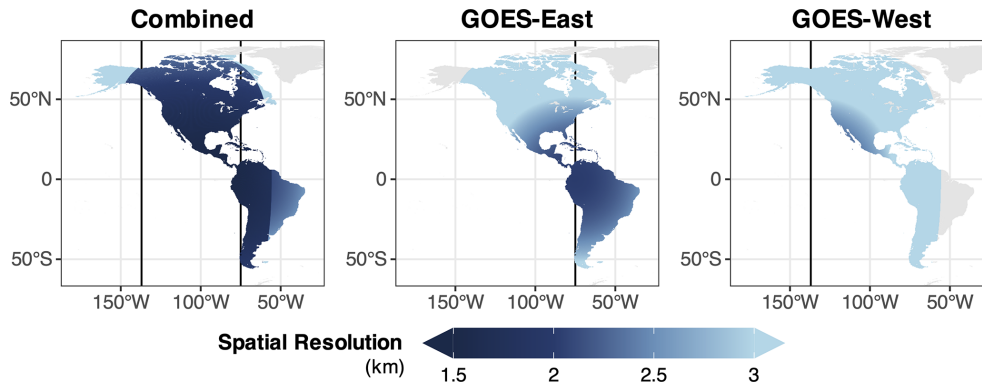 Combined GOES-East GOES-West
50°N 50°N 50°N
0 0 0
50°S 50°S 50°S
150°W 100°W 50°W 150°W 100°W 50°W 150°W 100°W 50°W
Spatial Resolution
(km)
1.5 2 2.5 3